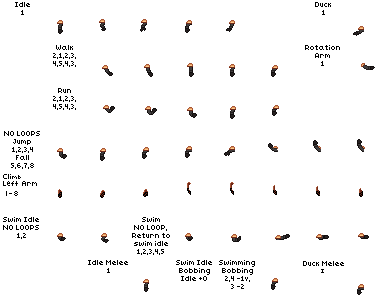 Idle
1
Duck
1
Walk
2,1,2,3,
4,5,4,3,
Rotation
Arm
1
Run
2,1,2,3,
4,5,4,3,
NO LOOPS
Jump
1,2,3,4
Fall
5,6,7,8
Climb
Left Arm
1 - 8
Swim Idle
NO LOOPS
1,2
Swim
NO LOOP,
Return to
swim idle
1,2,3,4,5
Idle Melee
1
Swim Idle
Bobbing
Idle +0
Swimming
Bobbing
2,4 -1v,
3 -2
Duck Melee
1